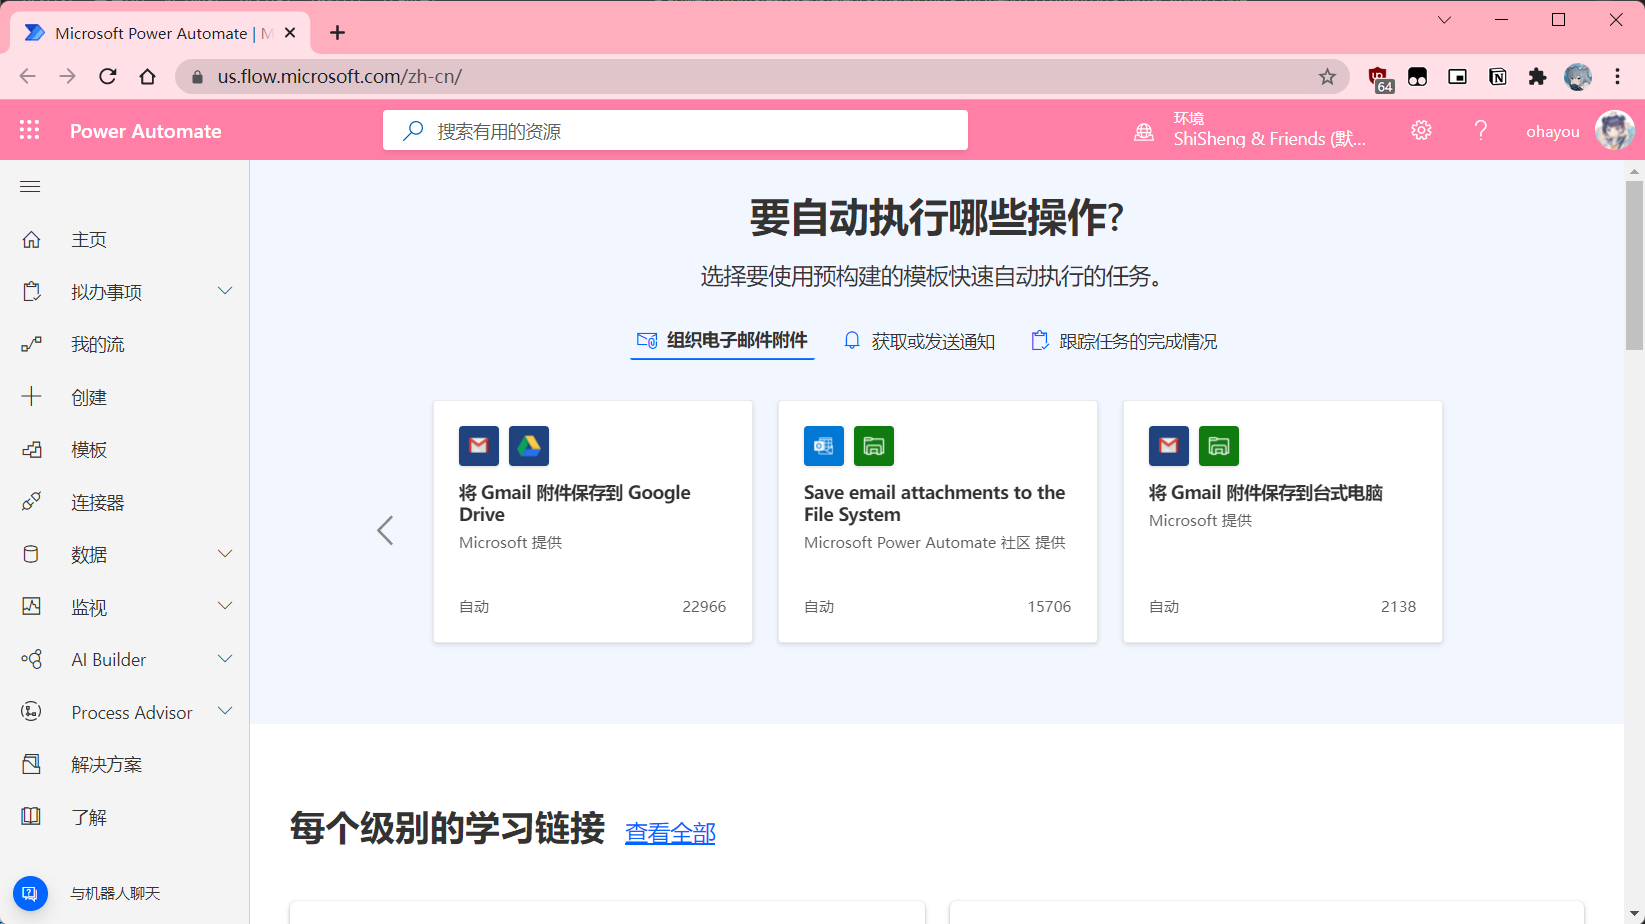 Microsoft Power Automate | M
us.flow.microsoft.com/zh-cn/
64
Power Automate
搜索有用的资源
环境
ShiSheng & Friends (默...
ohayou
主页
拟办事项
我的流
创建
模板
连接器
数据
监视
AI Builder
Process Advisor
解决方案
了解
与机器人聊天
要自动执行哪些操作?
选择要使用预构建的模板快速自动执行的任务。
组织电子邮件附件
获取或发送通知
跟踪任务的完成情况
将 Gmail 附件保存到 Google
Drive
Microsoft 提供
自动
22966
Save email attachments to the
File System
Microsoft Power Automate 社区 提供
自动
15706
将 Gmail 附件保存到台式电脑
Microsoft 提供
自动
2138
每个级别的学习链接
查看全部